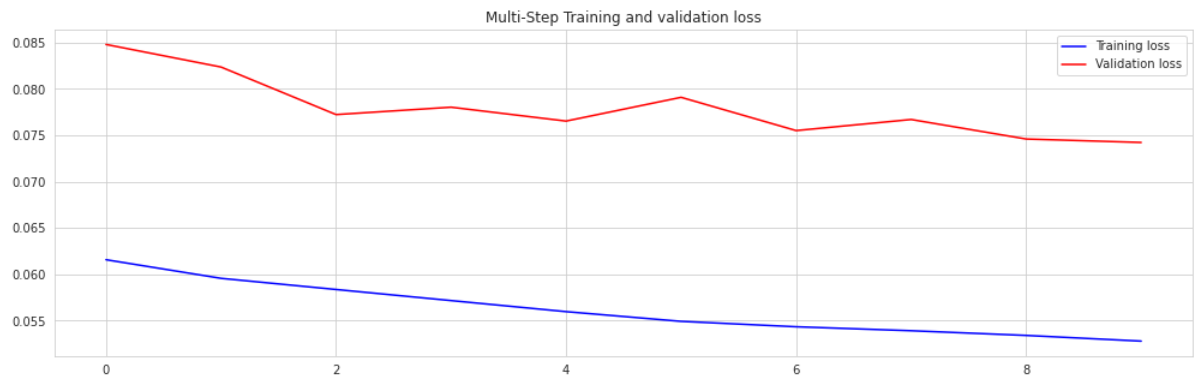 Multi-Step Training and validation loss
Training loss
Validation loss
0.085
0.080
0.075
0.070
0.065
0.060
0.055
0 2 4 6 8